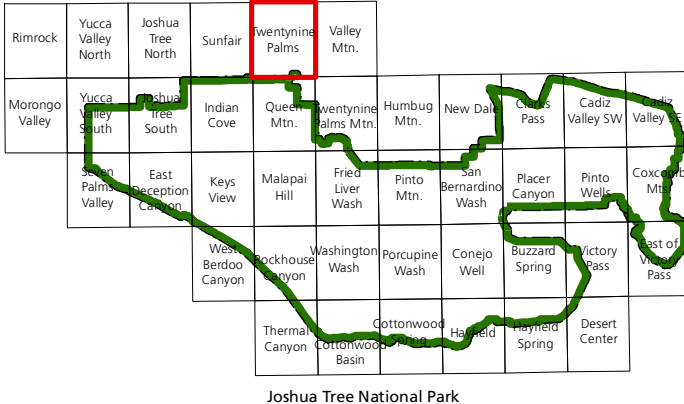 Rimrock
Yucca
Valley
North
Joshua
Tree
North
Sunfair
Twentynine
Palms
Valley
Mtn.
Morongo
Valley
Yucca
Valley
South
Joshua
Tree
South
Indian
Cove
Queen
Mtn.
Twentynine
Palms Mtn.
Humbug
Mtn.
New Dale
Clarks
Pass
Cadiz
Valley SW
Cadiz
Valley SE
Seven
Palms
Valley
East
Deception
Canyon
Keys
View
Malapai
Hill
Fried
Liver
Wash
Pinto
Mtn.
San
Bernardino
Wash
Placer
Canyon
Pinto
Wells
Coxcomb
Mts
West
Berdoo
Canyon
Rockhouse
Canyon
Washington
Wash
Porcupine
Wash
Conejo
Well
Buzzard
Spring
Victory
Pass
East of
Victory
Pass
Thermal
Canyon
Cottonwood
Basin
Cottonwood
Spring
Hayfield
Hayfield
Spring
Desert
Center
Joshua Tree National Park